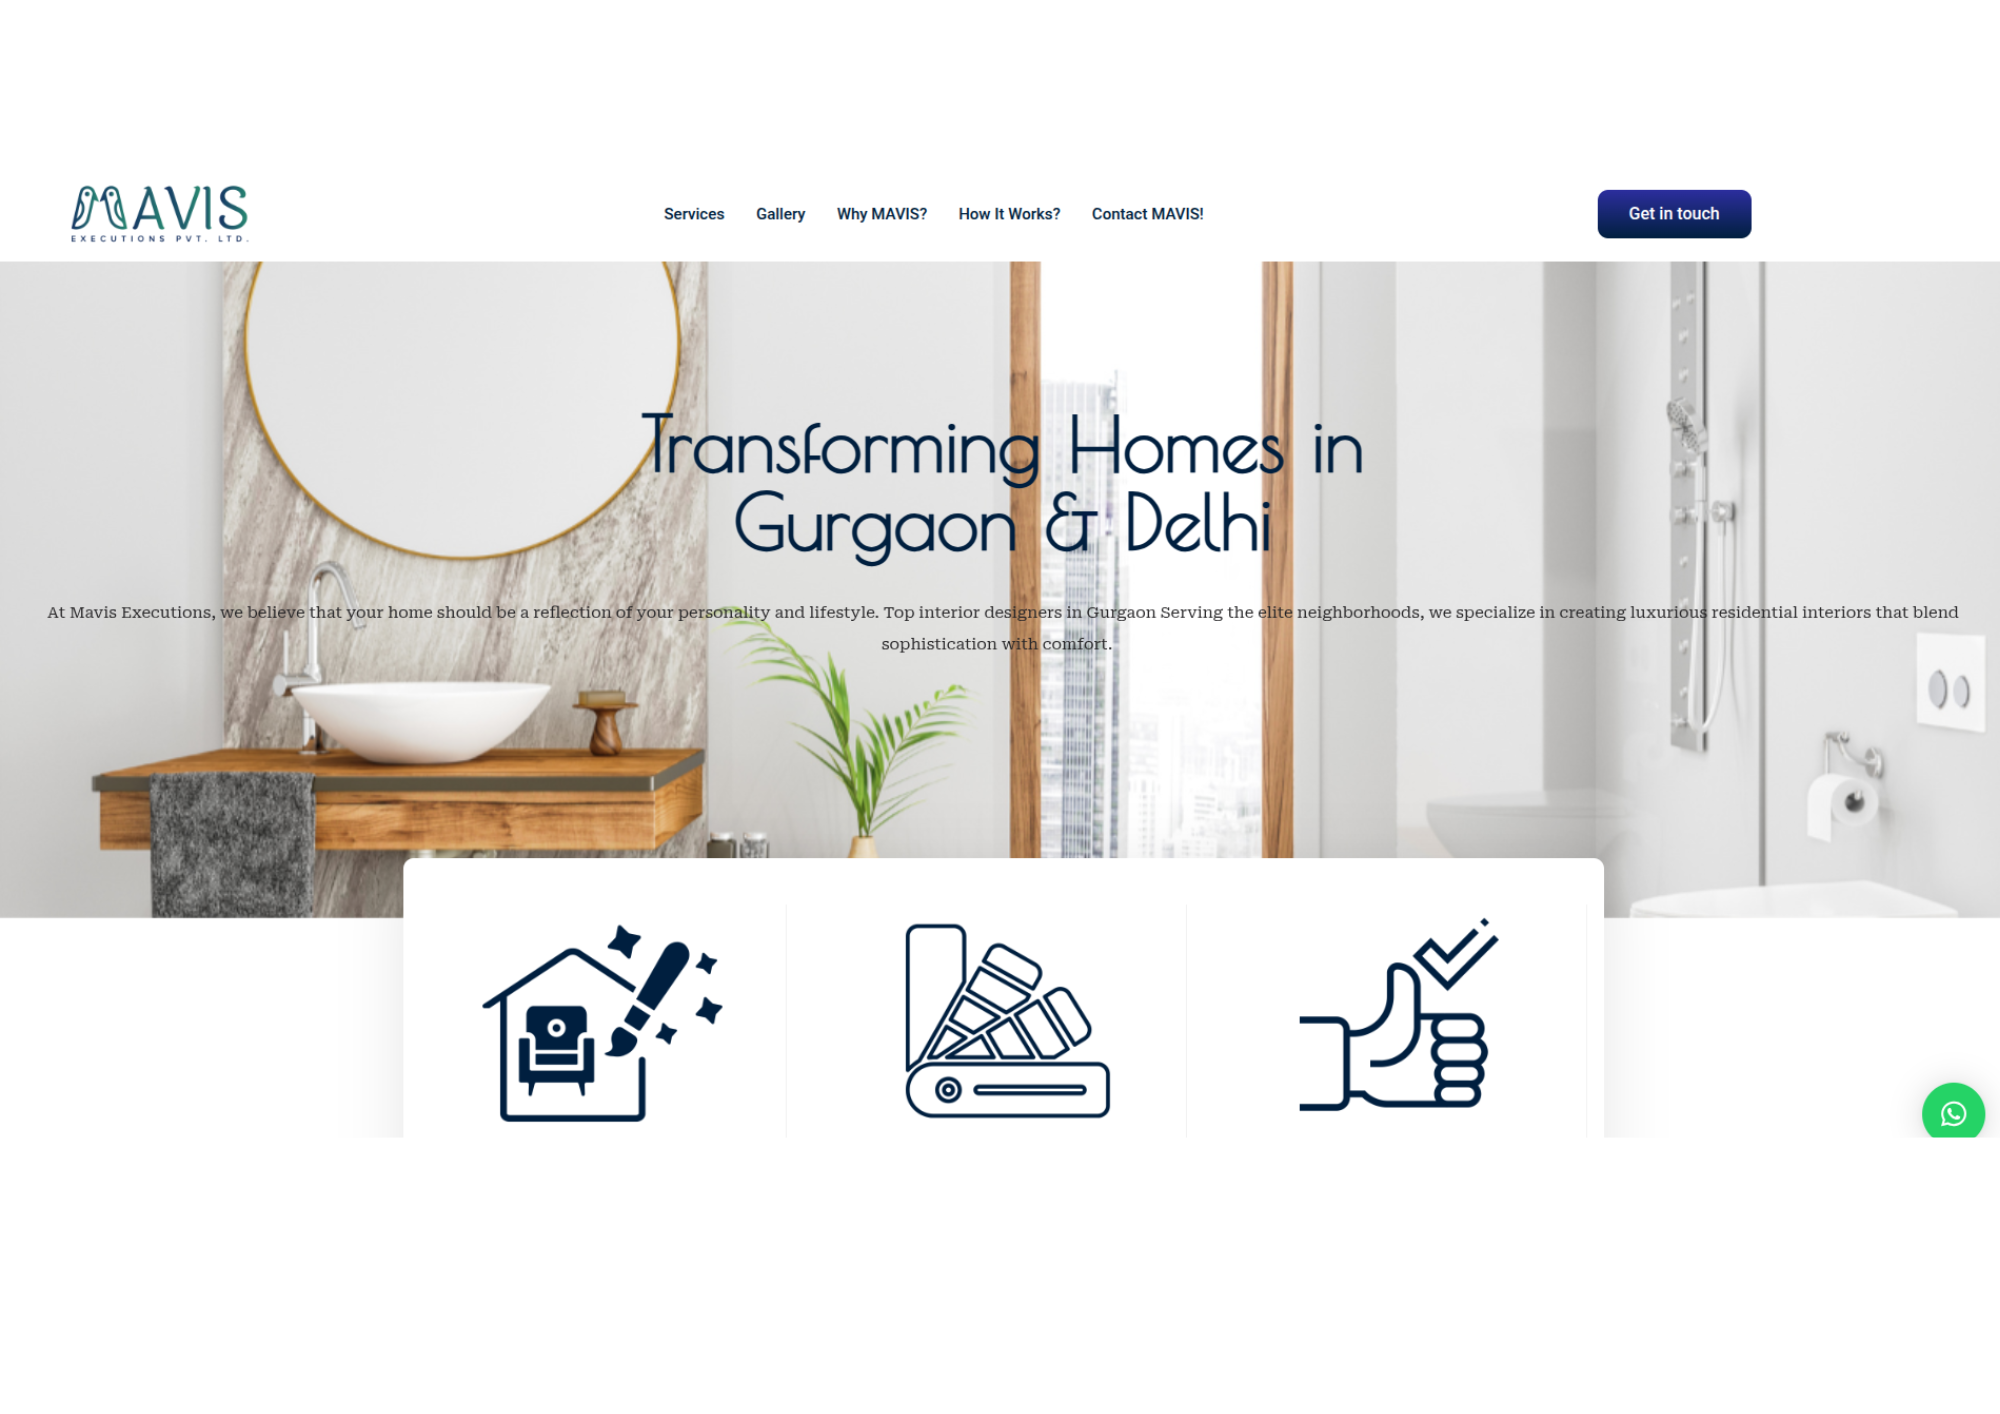 MAVIS
EXECUTIONS PVT. LTD.
Services Gallery Why MAVIS? How It Works? Contact MAVIS!
Get in touch
Transforming Homes in
Gurgaon & Delhi
At Mavis Executions, we believe that your home should be a reflection of your personality and lifestyle. Top interior designers in Gurgaon Serving the elite neighborhoods, we specialize in creating luxurious residential interiors that blend
sophistication with comfort.